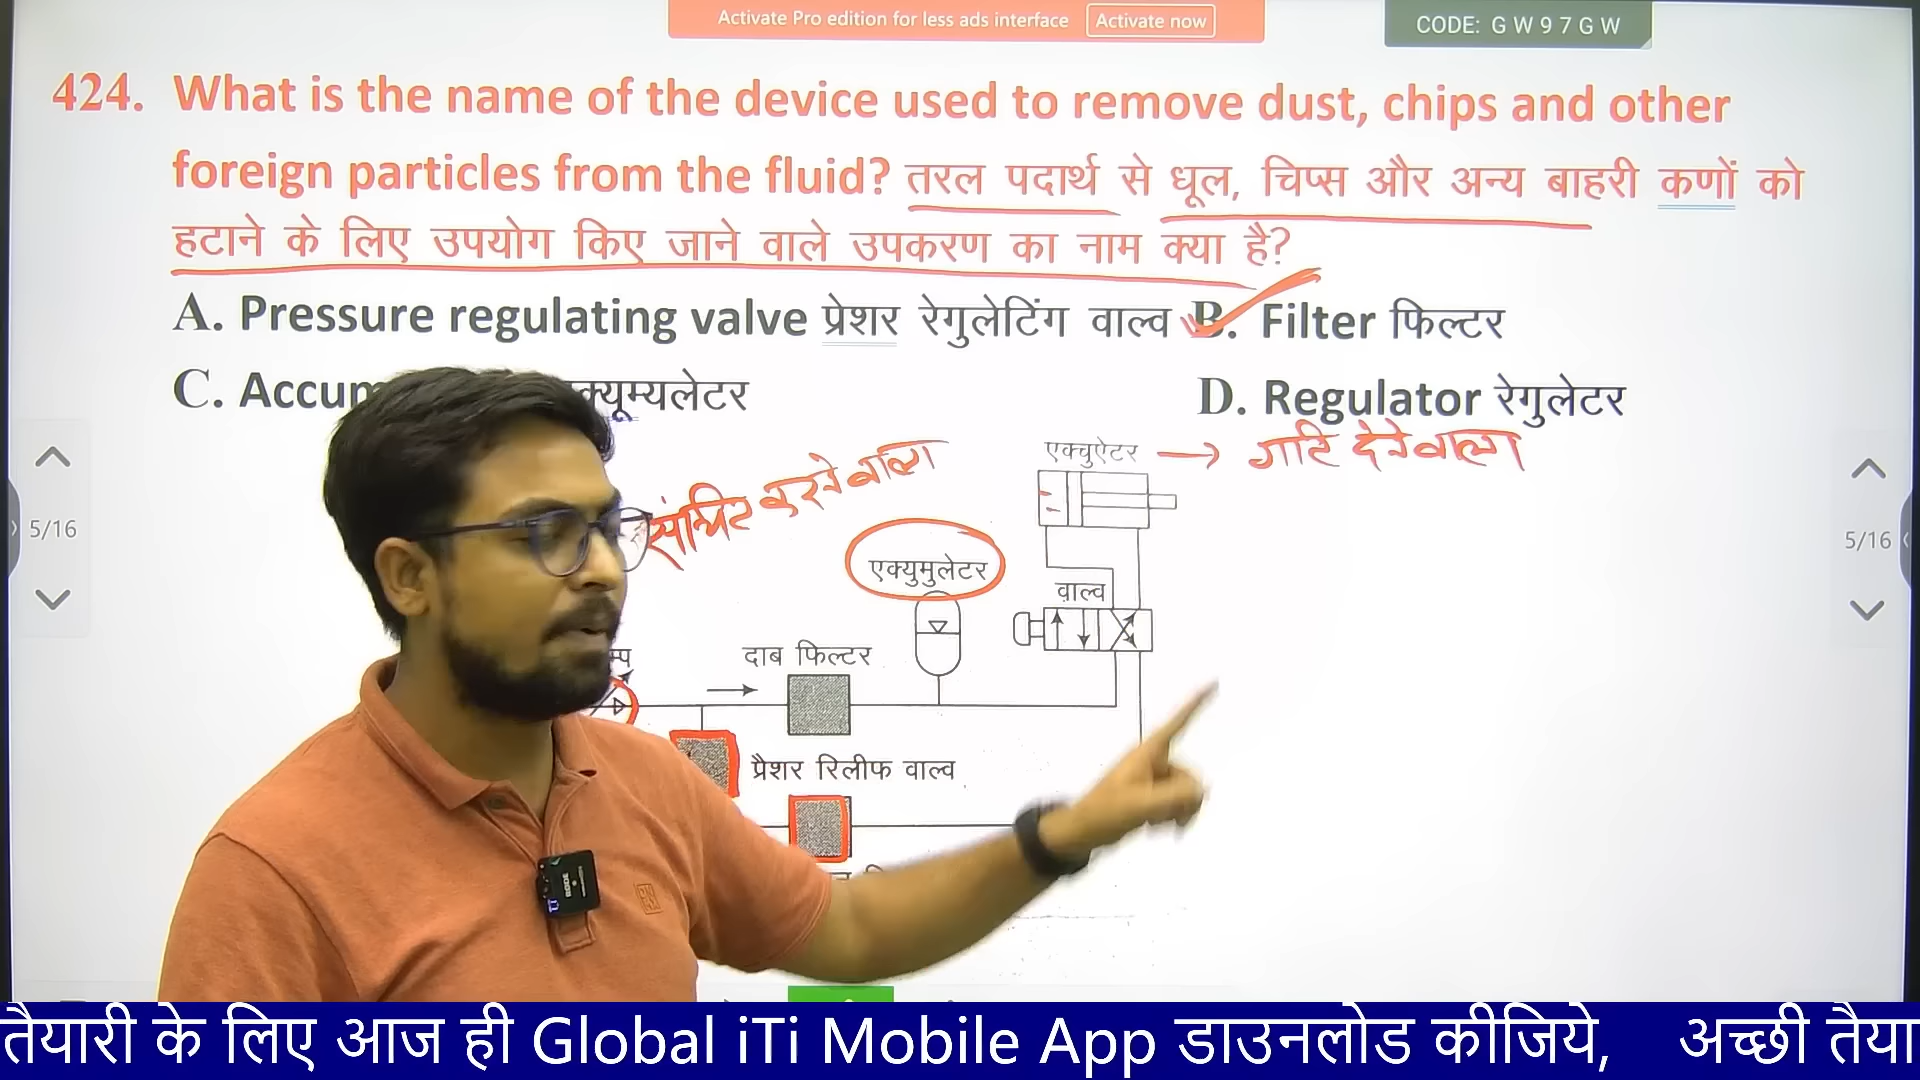 Activate Pro edition for less ads interface Activate now
CODE: G W 9 7 G W
424. What is the name of the device used to remove dust, chips and other
foreign particles from the fluid? तरल पदार्थ से धूल, चिप्स और अन्य बाहरी कणों को
हटाने के लिए उपयोग किए जाने वाले उपकरण का नाम क्या है?
A. Pressure regulating valve प्रेशर रेगुलेटिंग वाल्व B. Filter फिल्टर
C. Accum क्यूम्यलेटर D. Regulator रेगुलेटर
एक्चुऐटर → गति देने वाला
करने वाला
5/16
5/16
एक्युमुलेटर
वाल्व
दाब फिल्टर
प्रैशर रिलीफ वाल्व
RODE
तैयारी के लिए आज ही Global iTi Mobile App डाउनलोड कीजिये, अच्छी तैया